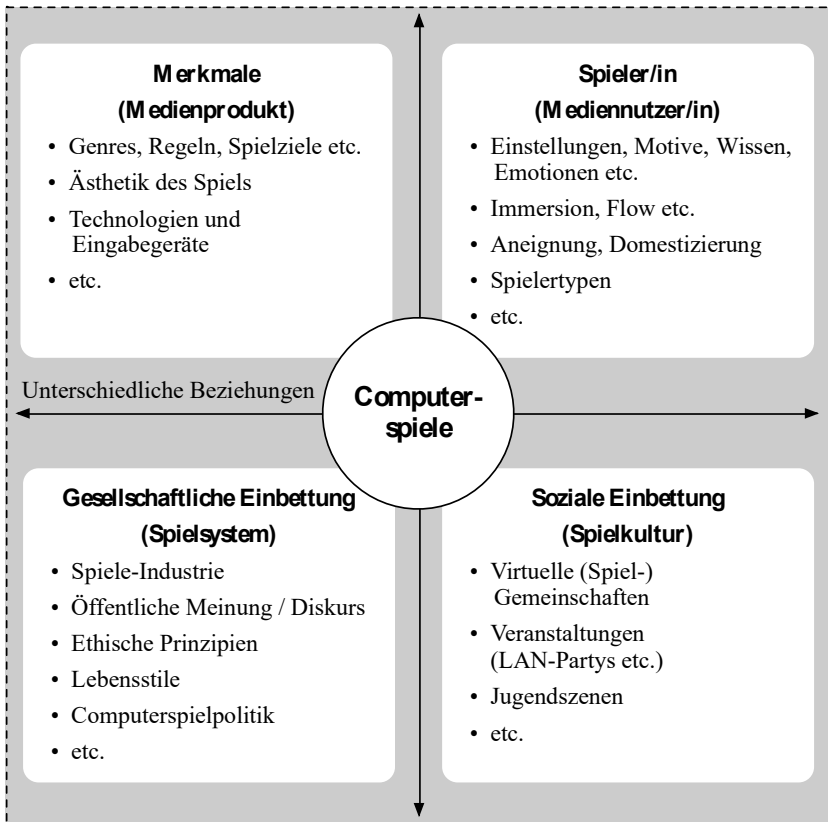 Merkmale
(Medienprodukt)
• Genres, Regeln, Spielziele etc.
• Ästhetik des Spiels
• Technologien und
Eingabegeräte
• etc.
Spieler/in
(Mediennutzer/in)
• Einstellungen, Motive, Wissen,
Emotionen etc.
• Immersion, Flow etc.
• Aneignung, Domestizierung
• Spielertypen
• etc.
Unterschiedliche Beziehungen
Computer-
spiele
Gesellschaftliche Einbettung
(Spielsystem)
• Spiele-Industrie
• Öffentliche Meinung / Diskurs
• Ethische Prinzipien
• Lebensstile
• Computerspielpolitik
• etc.
Soziale Einbettung
(Spielkultur)
• Virtuelle (Spiel-)
Gemeinschaften
• Veranstaltungen
(LAN-Partys etc.)
• Jugendszenen
• etc.